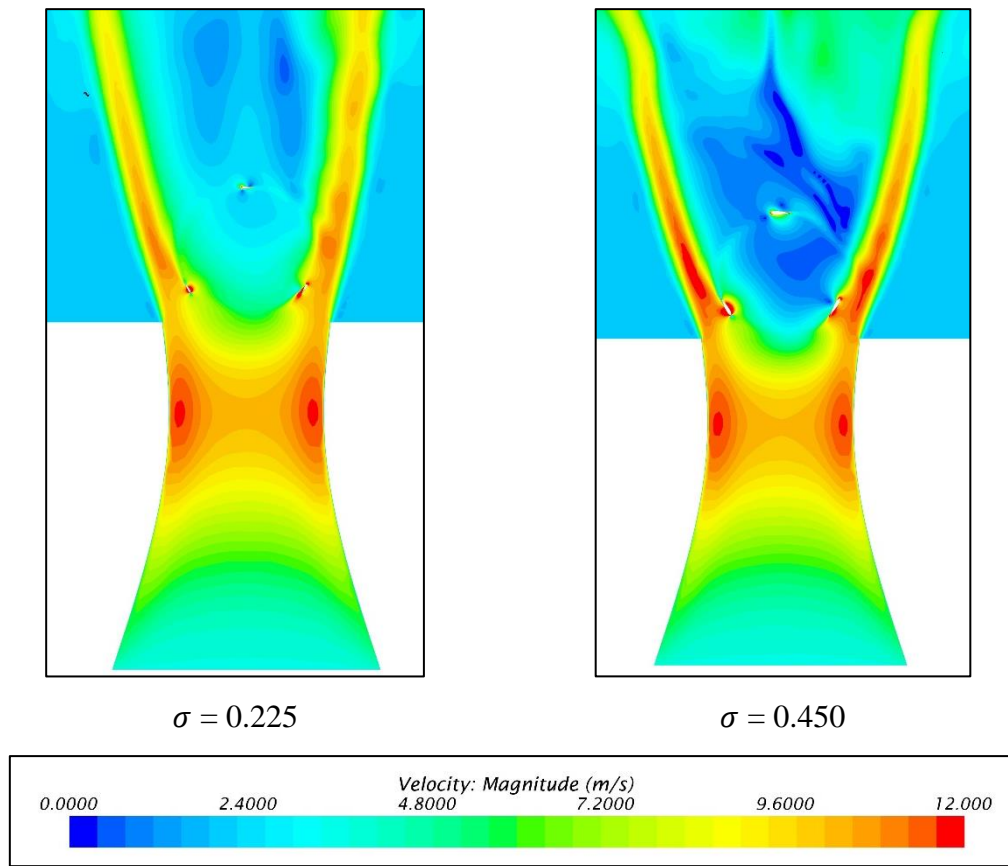 𝜎 = 0.225
𝜎 = 0.450
Velocity: Magnitude (m/s)
0.0000 2.4000 4.8000 7.2000 9.6000 12.000